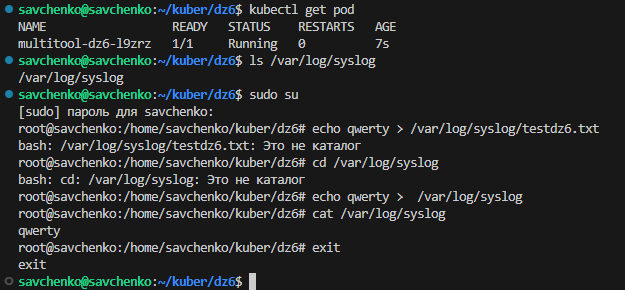 savchenko@savchenko:~/kuber/dz6$ kubectl get pod
NAME                  READY   STATUS    RESTARTS   AGE
multitool-dz6-l9zrz   1/1     Running   0          7s
savchenko@savchenko:~/kuber/dz6$ ls /var/log/syslog
/var/log/syslog
savchenko@savchenko:~/kuber/dz6$ sudo su
[sudo] пароль для savchenko:
root@savchenko:/home/savchenko/kuber/dz6# echo qwerty > /var/log/syslog/testdz6.txt
bash: /var/log/syslog/testdz6.txt: Это не каталог
root@savchenko:/home/savchenko/kuber/dz6# cd /var/log/syslog
bash: cd: /var/log/syslog: Это не каталог
root@savchenko:/home/savchenko/kuber/dz6# echo qwerty >  /var/log/syslog
root@savchenko:/home/savchenko/kuber/dz6# cat /var/log/syslog
qwerty
root@savchenko:/home/savchenko/kuber/dz6# exit
exit
savchenko@savchenko:~/kuber/dz6$